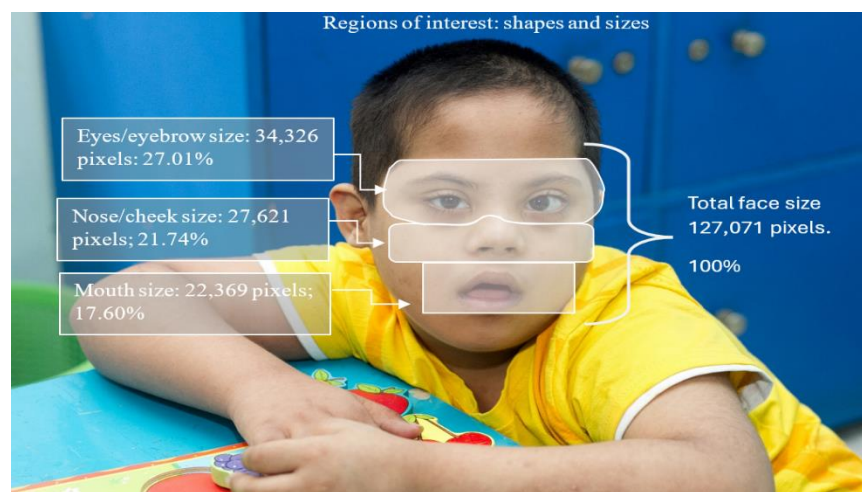 Regions of interest: shapes and sizes
Eyes/eyebrow size: 34,326
pixels: 27.01%
Nose/cheek size: 27,621
pixels; 21.74%
Mouth size: 22,369 pixels;
17.60%
Total face size
127,071 pixels.
100%